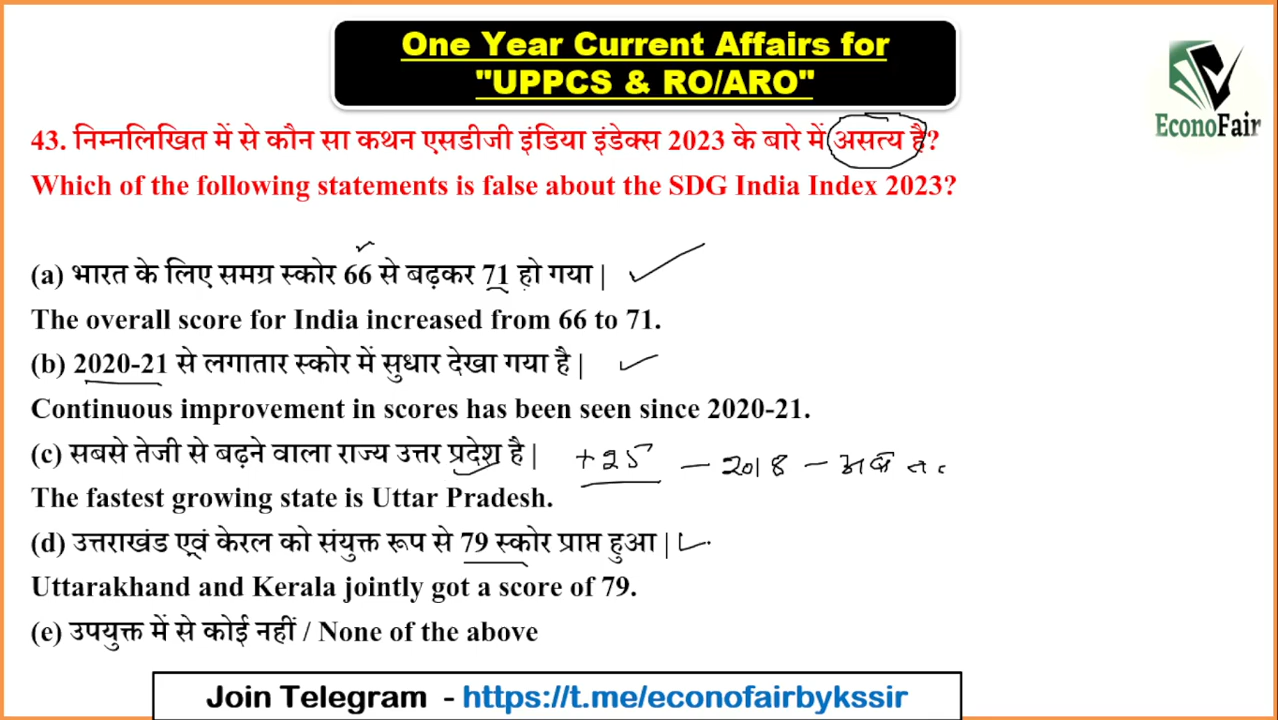 One Year Current Affairs for
"UPPCS & RO/ARO"
EconoFair
43. निम्नलिखित में से कौन सा कथन एसडीजी इंडिया इंडेक्स 2023 के बारे में असत्य है?
Which of the following statements is false about the SDG India Index 2023?
(a) भारत के लिए समग्र स्कोर 66 से बढ़कर 71 हो गया |
The overall score for India increased from 66 to 71.
(b) 2020-21 से लगातार स्कोर में सुधार देखा गया है |
Continuous improvement in scores has been seen since 2020-21.
(c) सबसे तेजी से बढ़ने वाला राज्य उत्तर प्रदेश है | +25 - 2018 -
The fastest growing state is Uttar Pradesh.
(d) उत्तराखंड एवं केरल को संयुक्त रूप से 79 स्कोर प्राप्त हुआ |
Uttarakhand and Kerala jointly got a score of 79.
(e) उपयुक्त में से कोई नहीं / None of the above
Join Telegram - https://t.me/econofairbykssir